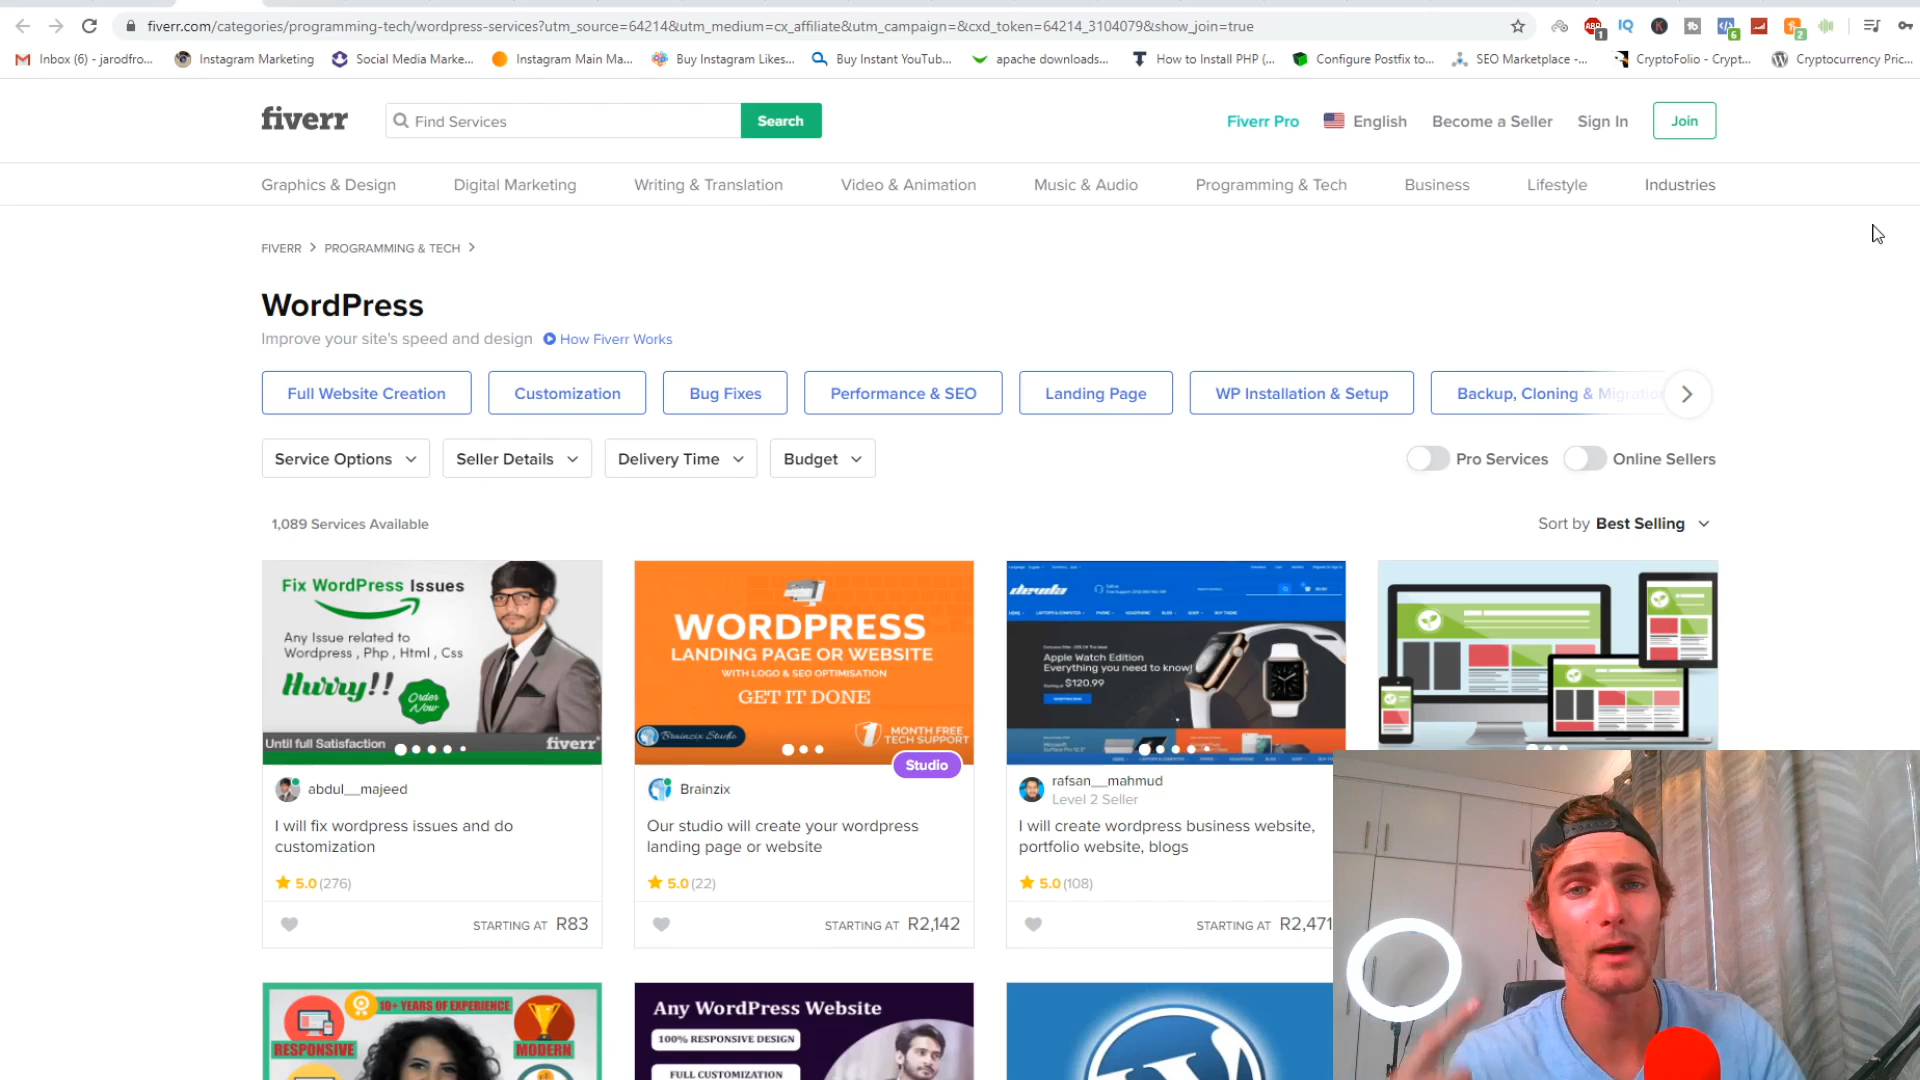 fiverr.com/categories/programming-tech/wordpress-services?utm_source=64214&utm_medium=cx_affiliate&utm_campaign=&cxd_token=64214_3104079&show_join=true
Inbox (6) - jarodfro... Instagram Marketing Social Media Marke... Instagram Main Ma... Buy Instagram Likes... Buy Instant YouTub... apache downloads... How to Install PHP (... Configure Postfix to... SEO Marketplace -... CryptoFolio - Crypt... Cryptocurrency Pric...
fiverr Find Services Search Fiverr Pro English Become a Seller Sign In Join
Graphics & Design Digital Marketing Writing & Translation Video & Animation Music & Audio Programming & Tech Business Lifestyle Industries
FIVERR > PROGRAMMING & TECH >
WordPress
Improve your site's speed and design How Fiverr Works
Full Website Creation Customization Bug Fixes Performance & SEO Landing Page WP Installation & Setup Backup, Cloning & Migratio
Service Options Seller Details Delivery Time Budget Pro Services Online Sellers
1,089 Services Available Sort by Best Selling
Fix WordPress Issues
Any Issue related to
Wordpress , Php , Html , Css
Hurry!!
Order
Now
Until full Satisfaction fiverr
WORDPRESS
LANDING PAGE OR WEBSITE
WITH LOGO & SEO OPTIMISATION
GET IT DONE
Brainzix Studio
1 MONTH FREE
TECH SUPPORT
Studio
Apple Watch Edition
Everything you need to know!
$120.99
abdul__majeed
I will fix wordpress issues and do
customization
5.0 (276)
STARTING AT R83
Brainzix
Our studio will create your wordpress
landing page or website
5.0 (22)
STARTING AT R2,142
rafsan__mahmud
Level 2 Seller
I will create wordpress business website,
portfolio website, blogs
5.0 (108)
STARTING AT R2,471
10+ YEARS OF EXPERIENCE
RESPONSIVE MODERN
Any WordPress Website
100% RESPONSIVE DESIGN
FULL CUSTOMIZATION